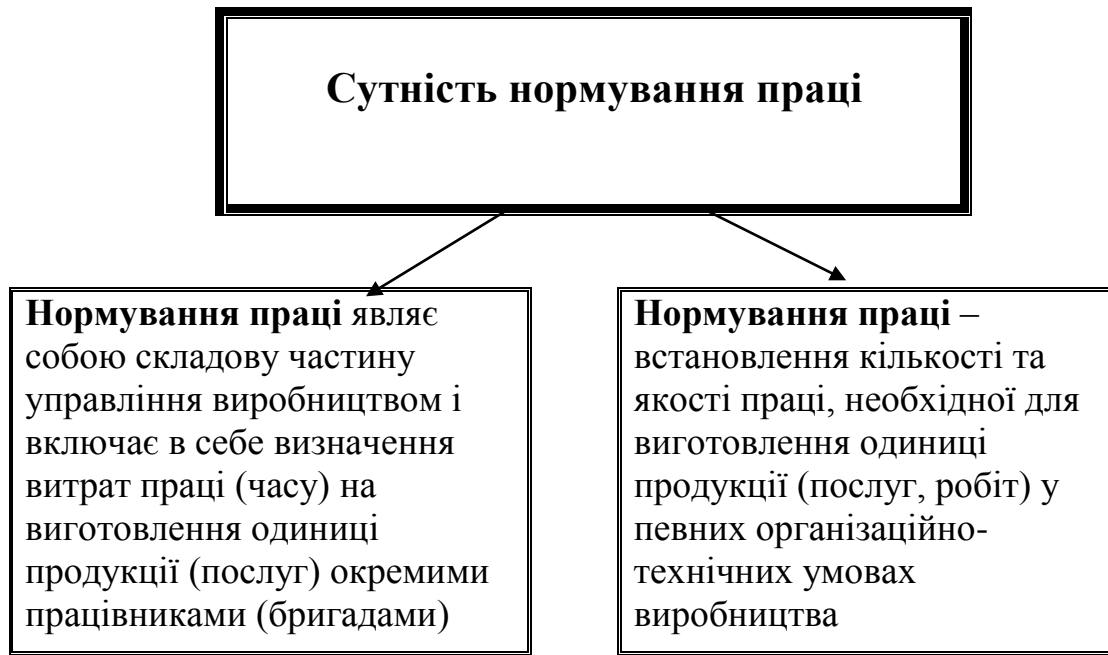 Сутність нормування праці
Нормування праці являє
собою складову частину
управління виробництвом і
включає в себе визначення
витрат праці (часу) на
виготовлення одиниці
продукції (послуг) окремими
працівниками (бригадами)
Нормування праці –
встановлення кількості та
якості праці, необхідної для
виготовлення одиниці
продукції (послуг, робіт) у
певних організаційно-
технічних умовах
виробництва